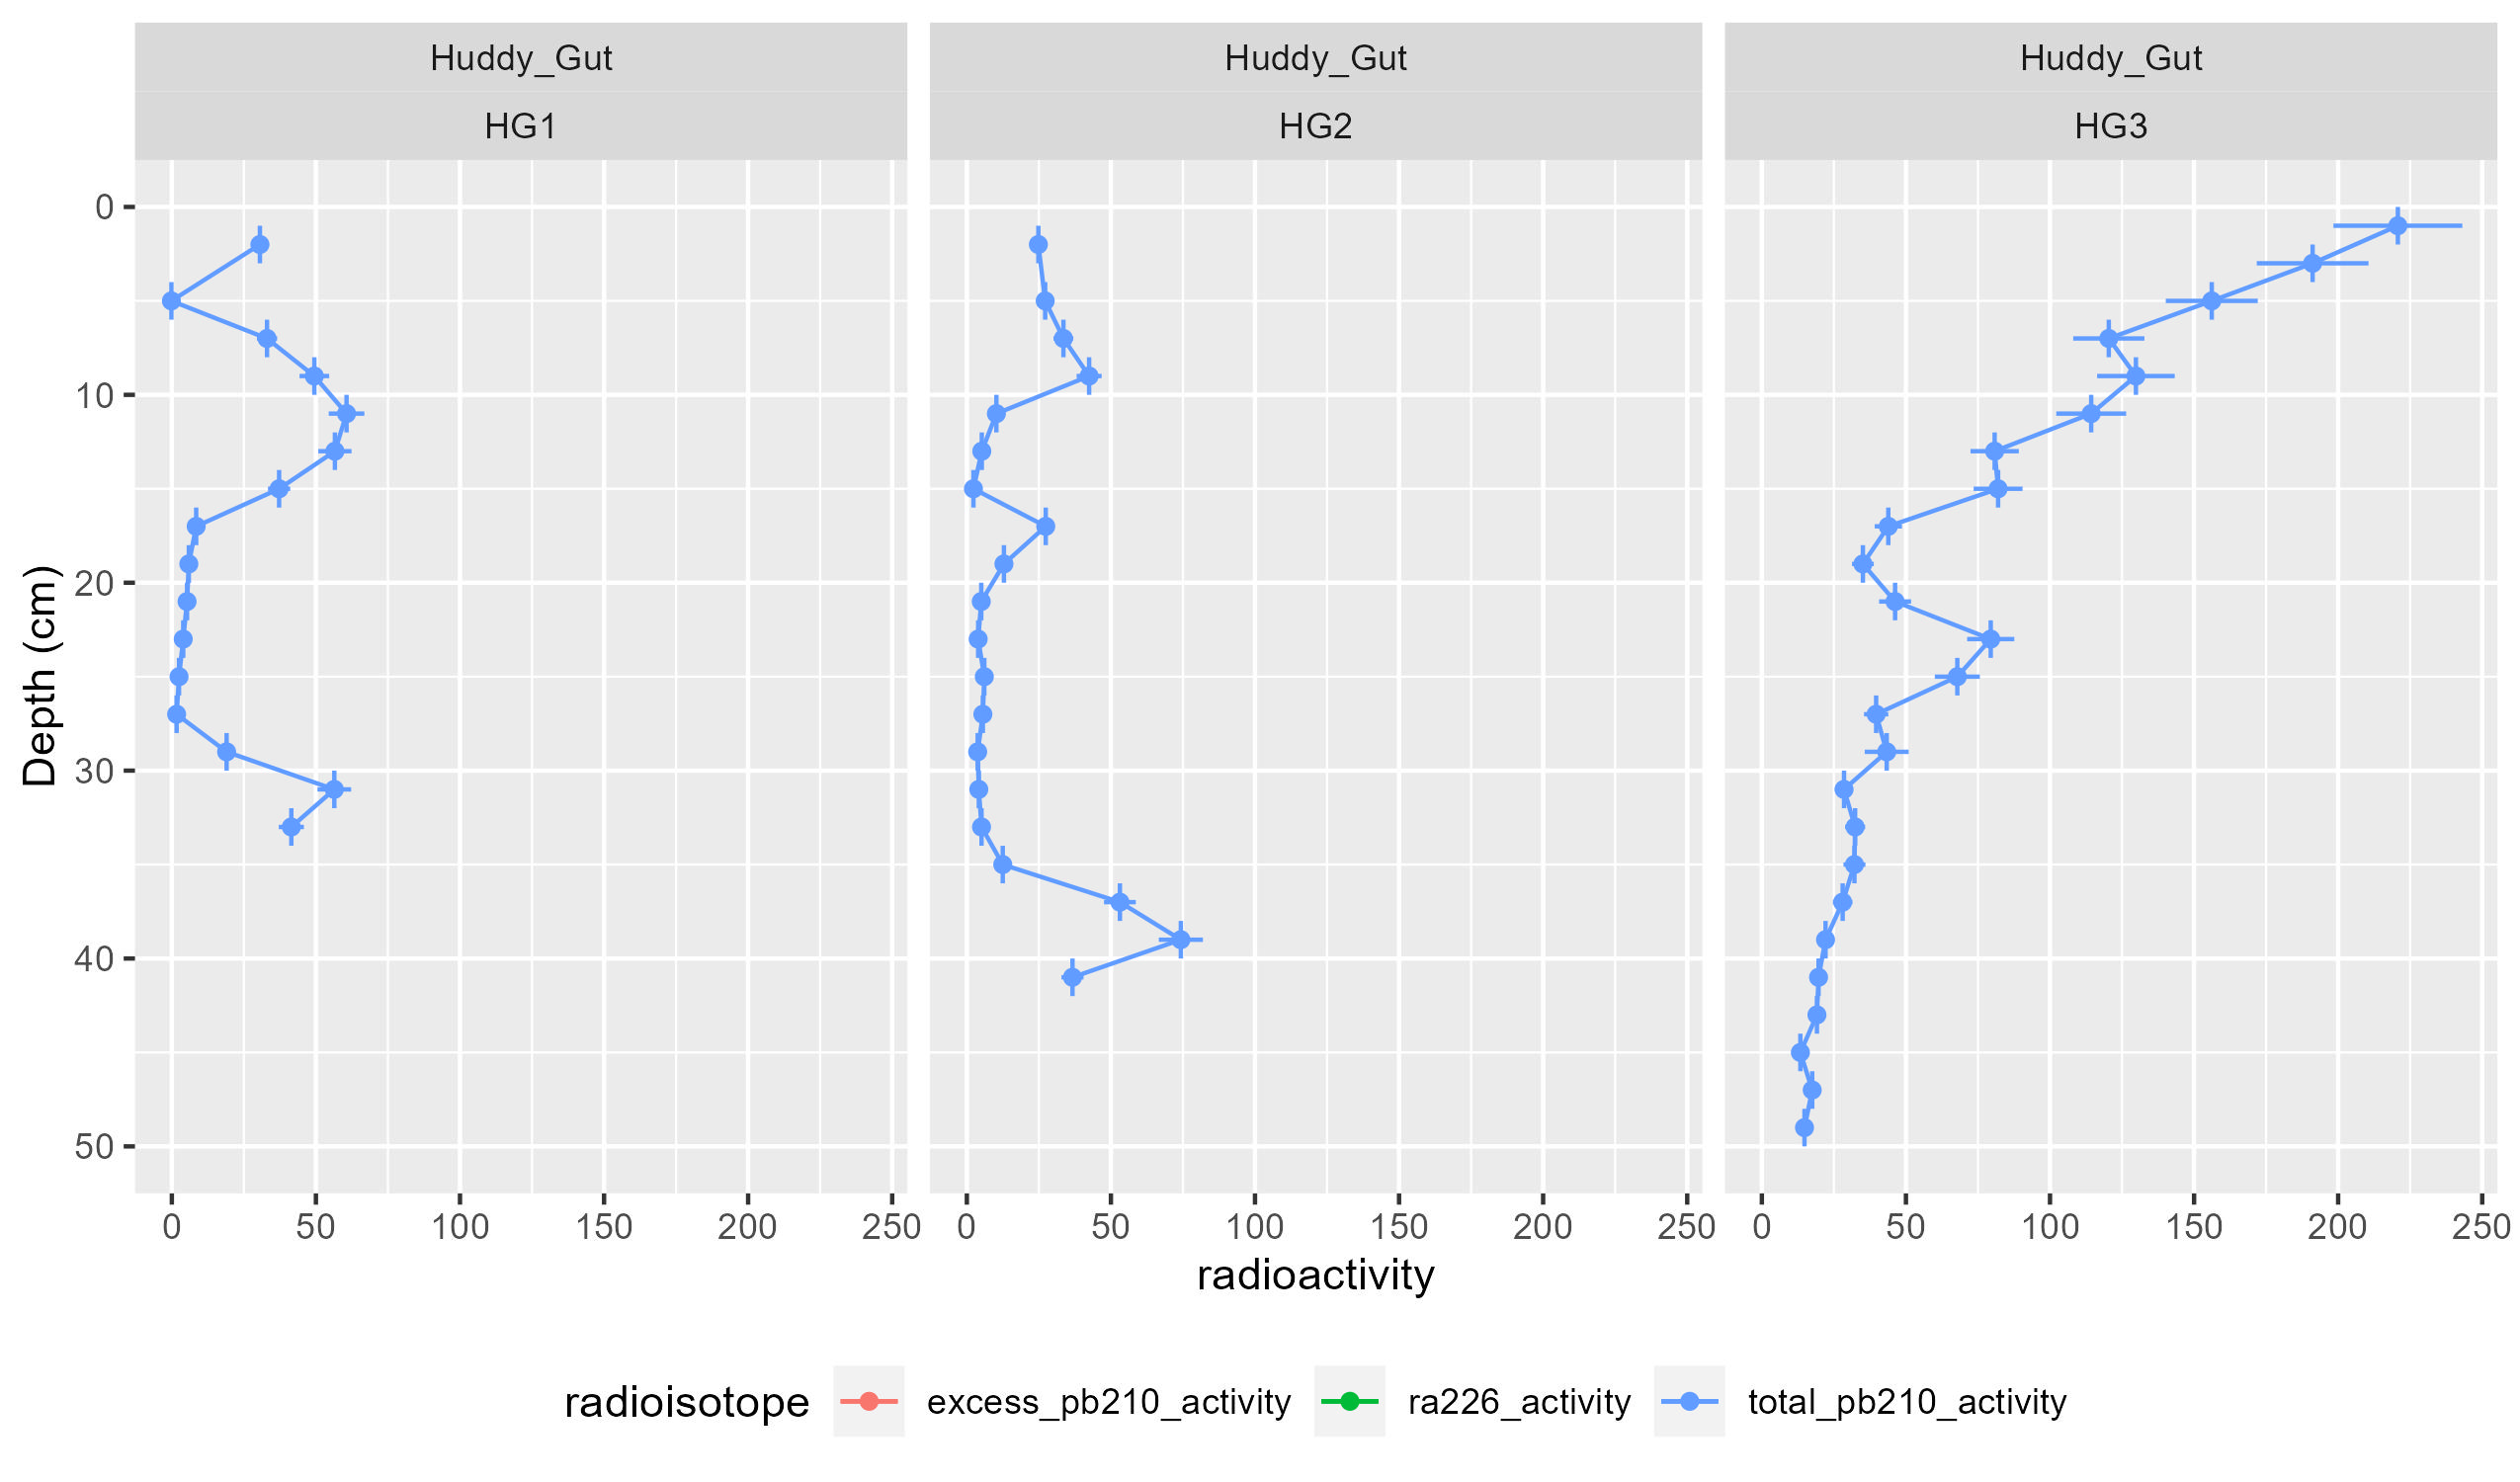 Huddy_Gut Huddy_Gut Huddy_Gut
HG1 HG2 HG3
0
10
20
30
40
50
Depth (cm)
0 50 100 150 200 250 0 50 100 150 200 250 0 50 100 150 200 250
radioactivity
radioisotope excess_pb210_activity ra226_activity total_pb210_activity